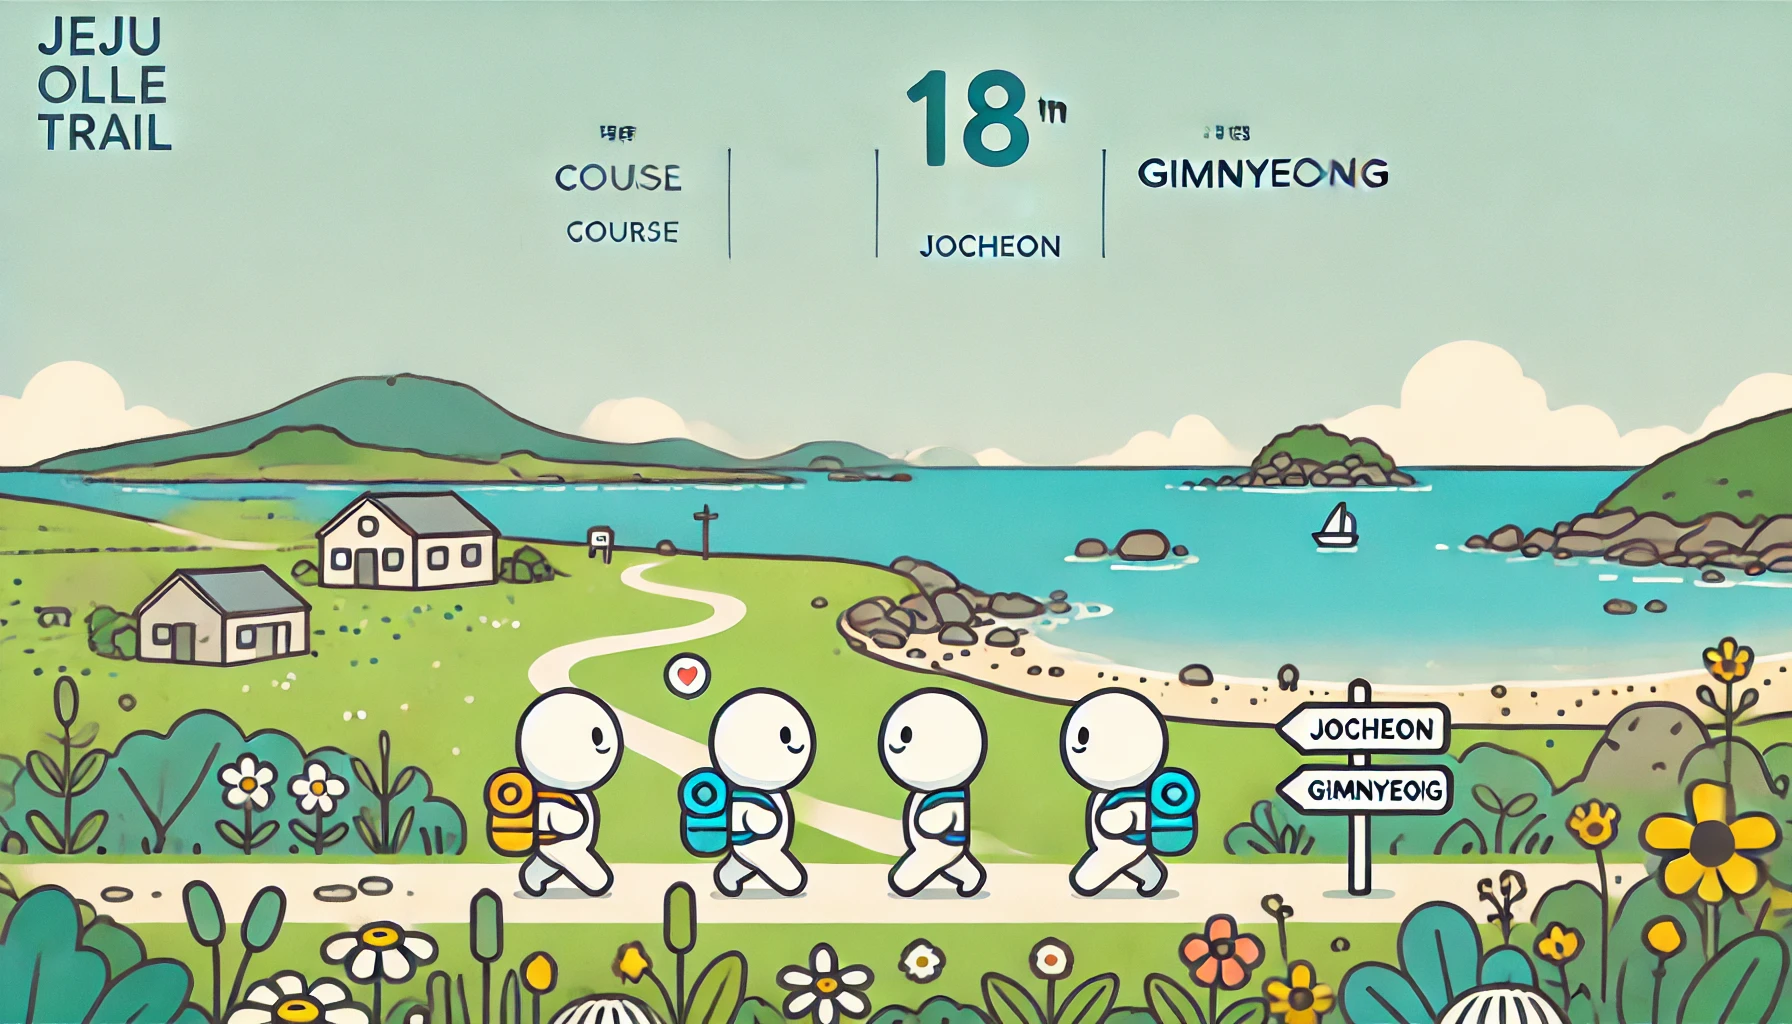 JEJU
OLLE
TRAIL
COUSE
COURSE
18
JOCHEON
GIMNYEONG
JOCHEON
GIMNYEOIG